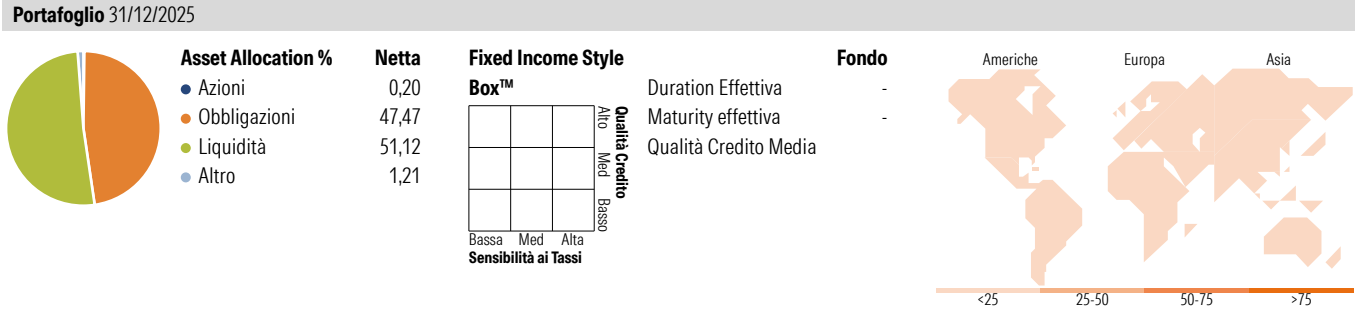 Portafoglio 31/12/2025
Asset Allocation % Netta
Azioni 0,20
Obbligazioni 47,47
Liquidità 51,12
Altro 1,21
Fixed Income Style
Box™
Alto
Med
Basso
Qualità Credito
Bassa Med Alta
Sensibilità ai Tassi
Fondo
Duration Effettiva -
Maturity effettiva -
Qualità Credito Media
Americhe Europa Asia
<25 25-50 50-75 >75